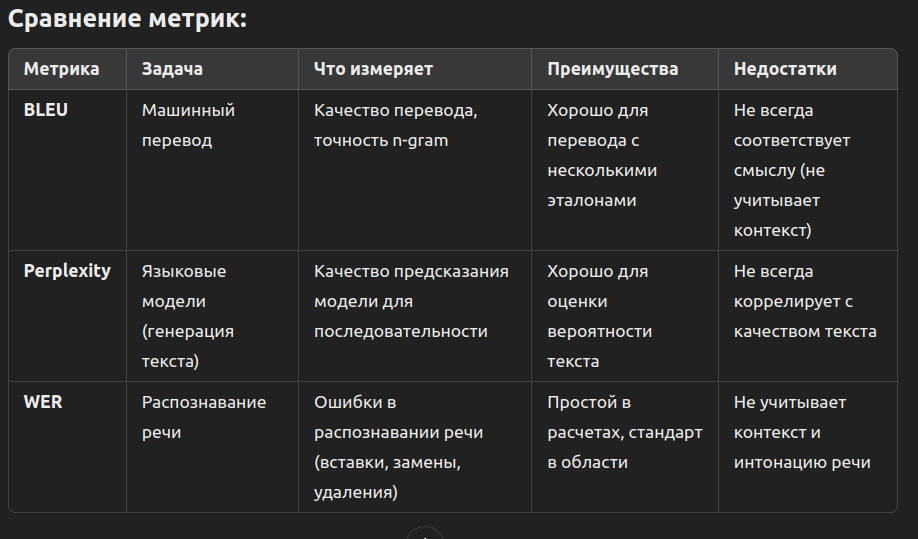 Сравнение метрик:
Метрика Задача Что измеряет Преимущества Недостатки
BLEU Машинный Качество перевода, Хорошо для Не всегда
перевод точность n-gram перевода с соответствует
несколькими смыслу (не
эталонами учитывает
контекст)
Perplexity Языковые Качество предсказания Хорошо для Не всегда
модели модели для оценки коррелирует с
(генерация последовательности вероятности качеством текста
текста) текста
WER Распознавание Ошибки в Простой в Не учитывает
речи распознавании речи расчетах, стандарт контекст и
(вставки, замены, в области интонацию речи
удаления)